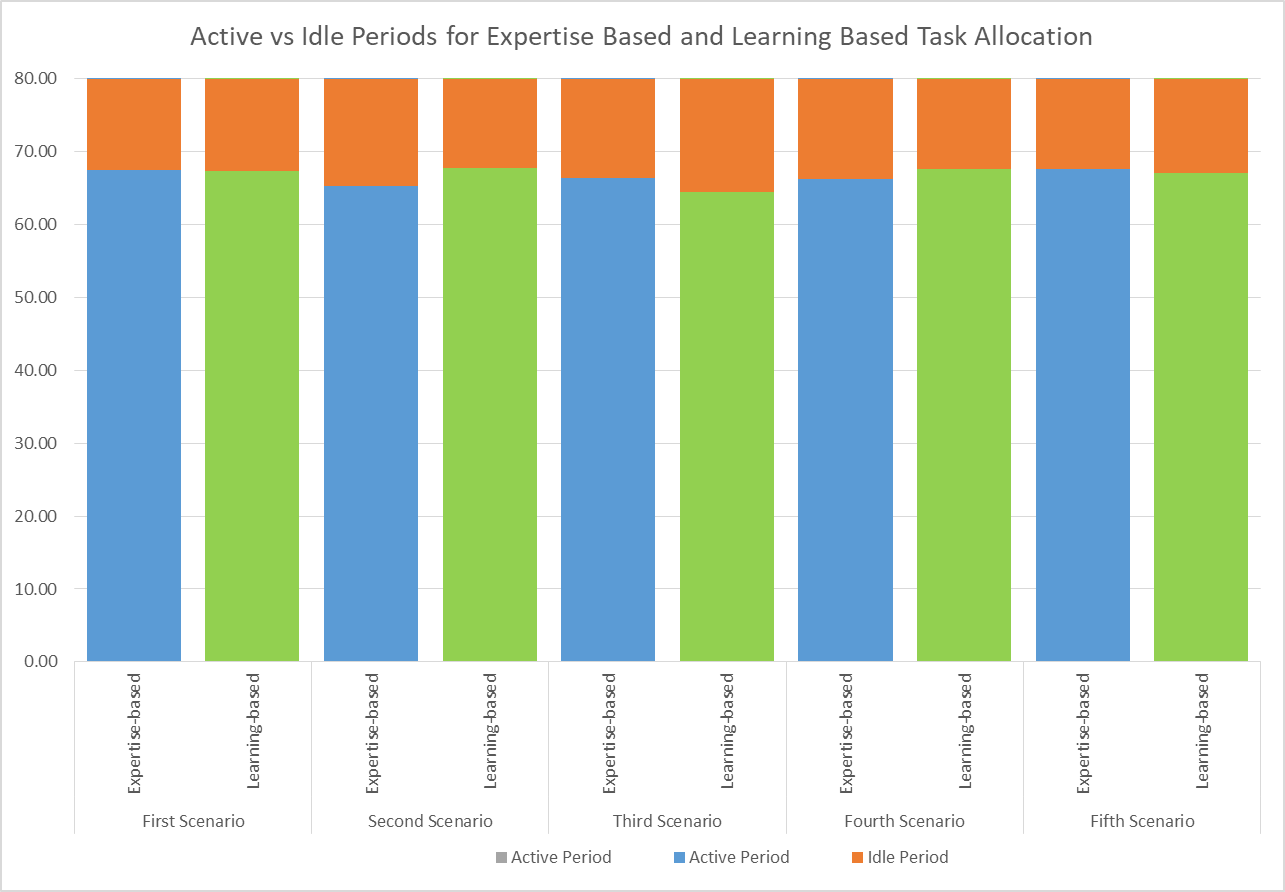 Active vs Idle Periods for Expertise Based and Learning Based Task Allocation
80.00
70.00
60.00
50.00
40.00
30.00
20.00
10.00
0.00
Expertise-based
Learning-based
Expertise-based
Learning-based
Expertise-based
Learning-based
Expertise-based
Learning-based
Expertise-based
Learning-based
First Scenario
Second Scenario
Third Scenario
Fourth Scenario
Fifth Scenario
Active Period
Active Period
Idle Period